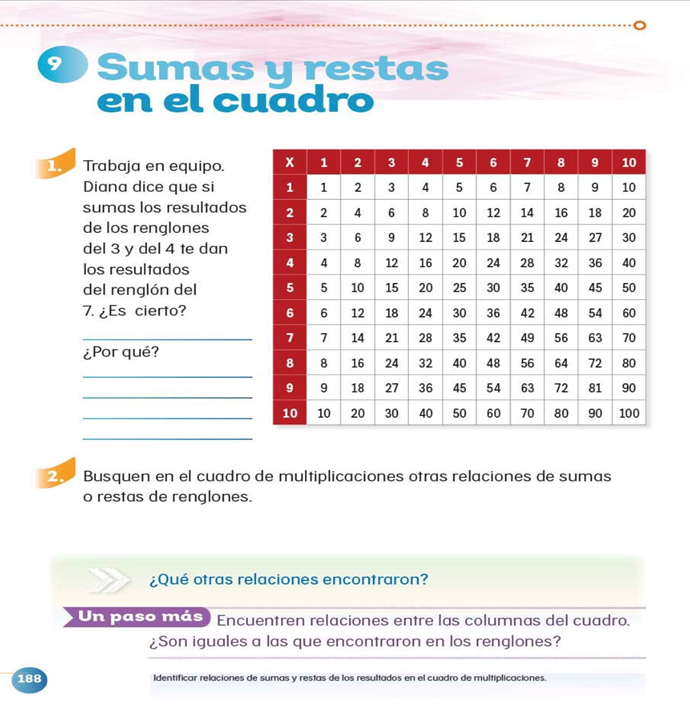 9 Sumas y restas
en el cuadro
1. Trabaja en equipo.
Diana dice que si
sumas los resultados
de los renglones
del 3 y del 4 te dan
los resultados
del renglón del
7. ¿Es cierto?
¿Por qué?
X 1 2 3 4 5 6 7 8 9 10
1 1 2 3 4 5 6 7 8 9 10
2 2 4 6 8 10 12 14 16 18 20
3 3 6 9 12 15 18 21 24 27 30
4 4 8 12 16 20 24 28 32 36 40
5 5 10 15 20 25 30 35 40 45 50
6 6 12 18 24 30 36 42 48 54 60
7 7 14 21 28 35 42 49 56 63 70
8 8 16 24 32 40 48 56 64 72 80
9 9 18 27 36 45 54 63 72 81 90
10 10 20 30 40 50 60 70 80 90 100
2. Busquen en el cuadro de multiplicaciones otras relaciones de sumas
o restas de renglones.
¿Qué otras relaciones encontraron?
Un paso más Encuentren relaciones entre las columnas del cuadro.
¿Son iguales a las que encontraron en los renglones?
188 Identificar relaciones de sumas y restas de los resultados en el cuadro de multiplicaciones.